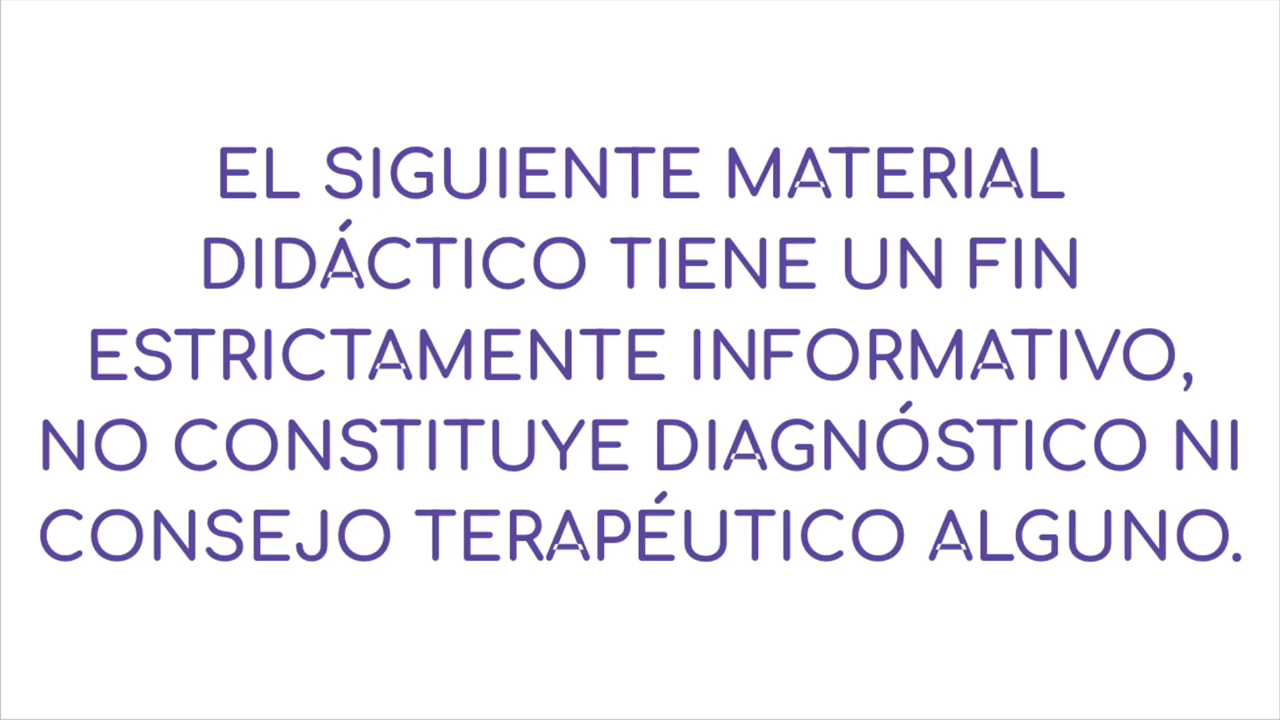 EL SIGUIENTE MATERIAL
DIDÁCTICO TIENE UN FIN
ESTRICTAMENTE INFORMATIVO,
NO CONSTITUYE DIAGNÓSTICO NI
CONSEJO TERAPÉUTICO ALGUNO.